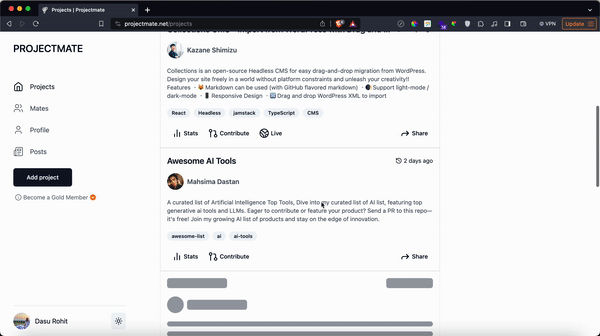 Projects | Projectmate
projectmate.net/projects
VPN
Update
PROJECTMATE
Projects
Mates
Profile
Posts
Add project
Become a Gold Member
Dasu Rohit
Kazane Shimizu
Collections is an open-source Headless CMS for easy drag-and-drop migration from WordPress.
Design your site freely in a world without platform constraints and unleash your creativity!!
Features ・ 😺 Markdown can be used (with GitHub flavored markdown) ・ 🌒 Support light-mode /
dark-mode ・ 📱 Responsive Design ・ ➡️ Drag and drop WordPress XML to import
React Headless jamstack TypeScript CMS
Stats Contribute Live Share
Awesome AI Tools 2 days ago
Mahsima Dastan
A curated list of Artificial Intelligence Top Tools, Dive into my curated list of AI list, featuring top
generative ai tools and LLMs. Eager to contribute or feature your product? Send a PR to this repo—
it's free! Join my growing AI list of products and stay on the edge of innovation.
awesome-list ai ai-tools
Stats Contribute Share